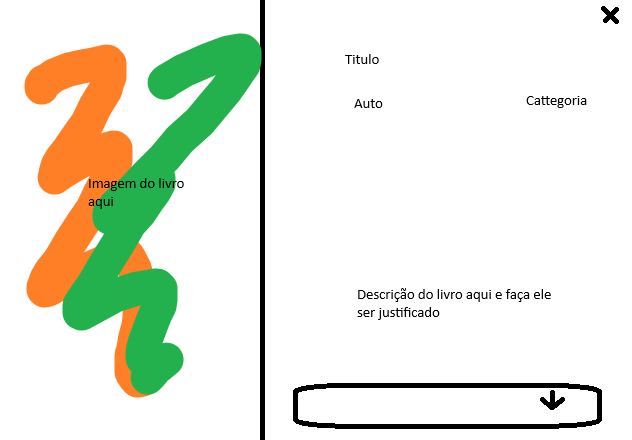 Titulo
Auto
Cattegoria
Imagem do livro
aqui
Descrição do livro aqui e faça ele
ser justificado